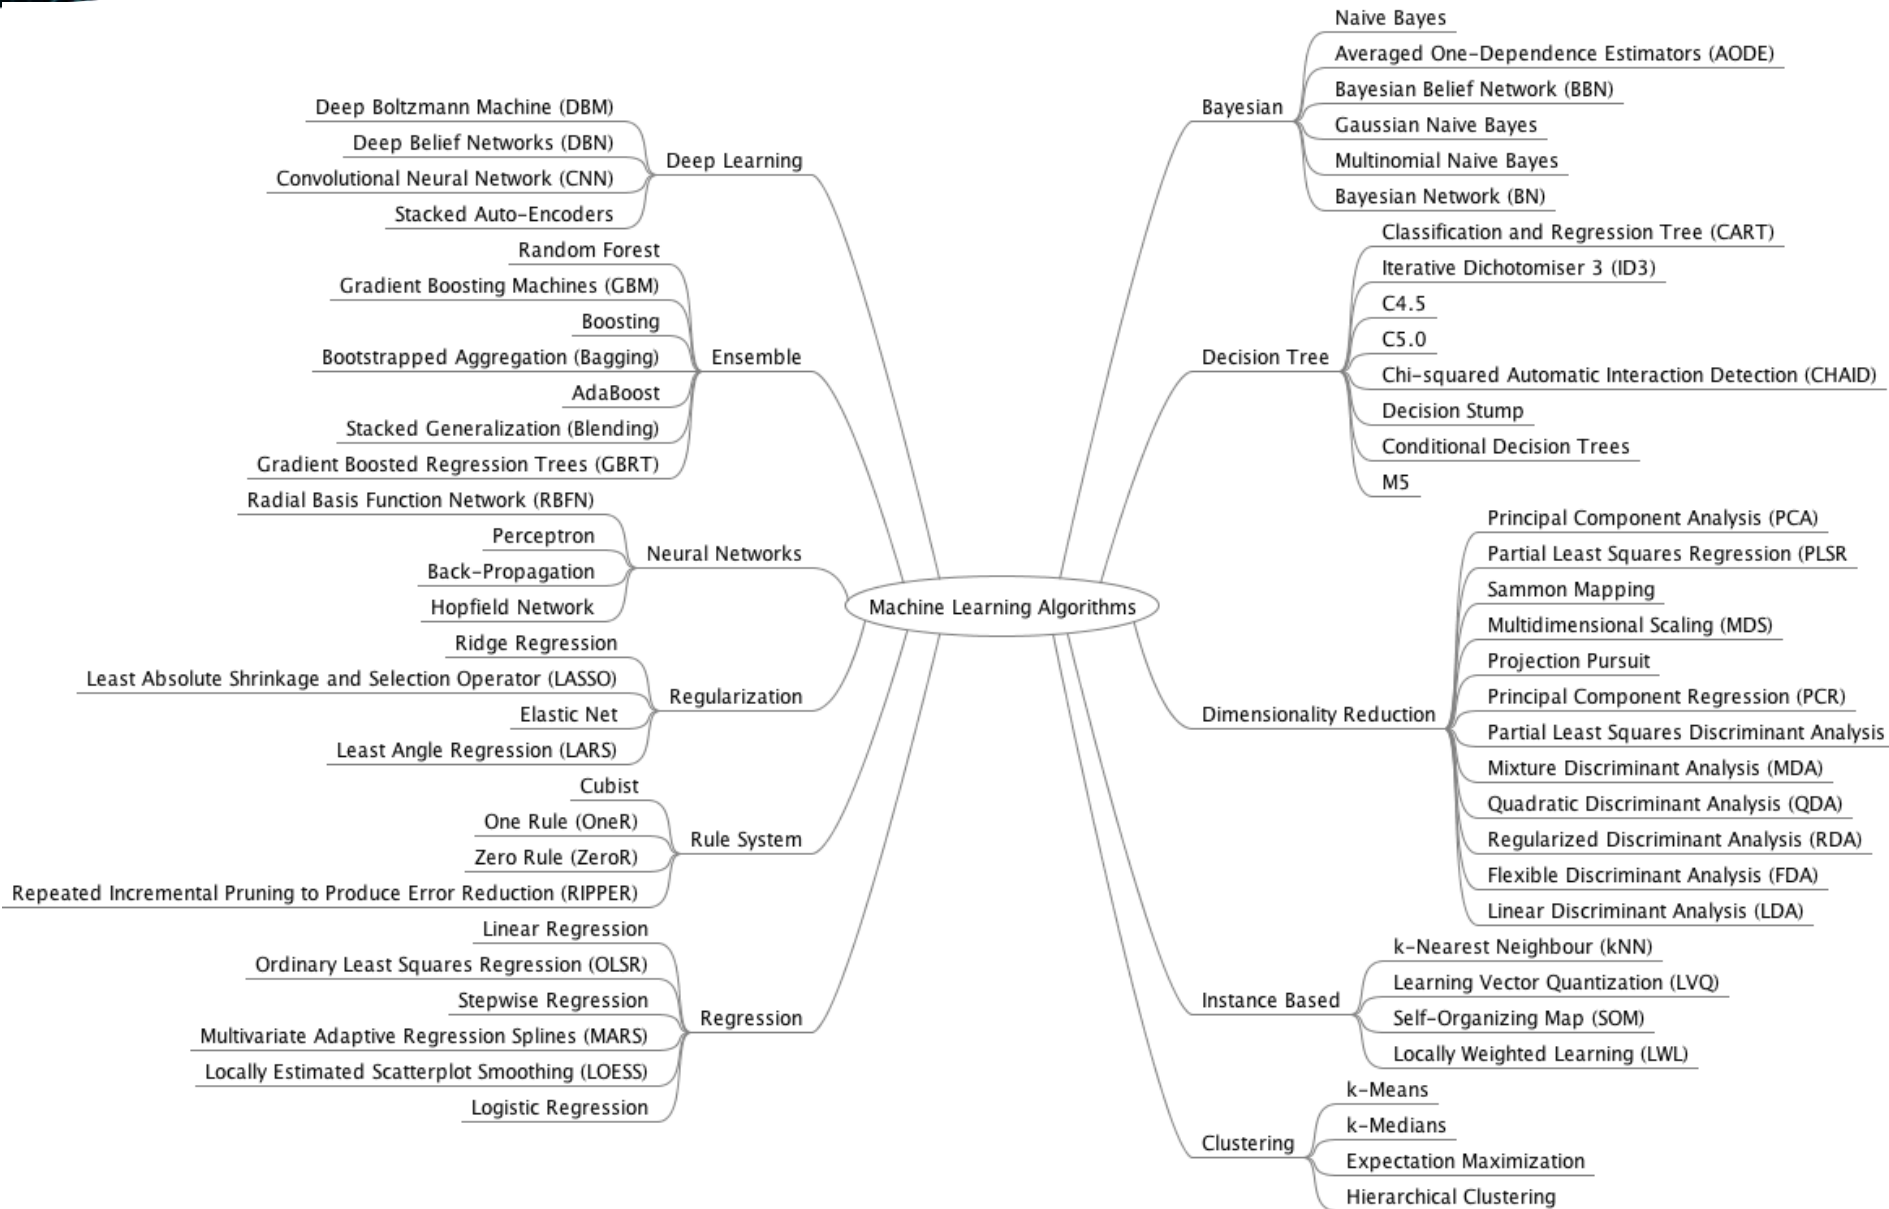 Machine Learning Algorithms
Deep Learning
Deep Boltzmann Machine (DBM)
Deep Belief Networks (DBN)
Convolutional Neural Network (CNN)
Stacked Auto-Encoders
Ensemble
Random Forest
Gradient Boosting Machines (GBM)
Boosting
Bootstrapped Aggregation (Bagging)
AdaBoost
Stacked Generalization (Blending)
Gradient Boosted Regression Trees (GBRT)
Neural Networks
Radial Basis Function Network (RBFN)
Perceptron
Back-Propagation
Hopfield Network
Regularization
Ridge Regression
Least Absolute Shrinkage and Selection Operator (LASSO)
Elastic Net
Least Angle Regression (LARS)
Rule System
Cubist
One Rule (OneR)
Zero Rule (ZeroR)
Repeated Incremental Pruning to Produce Error Reduction (RIPPER)
Regression
Linear Regression
Ordinary Least Squares Regression (OLSR)
Stepwise Regression
Multivariate Adaptive Regression Splines (MARS)
Locally Estimated Scatterplot Smoothing (LOESS)
Logistic Regression
Bayesian
Naive Bayes
Averaged One-Dependence Estimators (AODE)
Bayesian Belief Network (BBN)
Gaussian Naive Bayes
Multinomial Naive Bayes
Bayesian Network (BN)
Decision Tree
Classification and Regression Tree (CART)
Iterative Dichotomiser 3 (ID3)
C4.5
C5.0
Chi-squared Automatic Interaction Detection (CHAID)
Decision Stump
Conditional Decision Trees
M5
Dimensionality Reduction
Principal Component Analysis (PCA)
Partial Least Squares Regression (PLSR
Sammon Mapping
Multidimensional Scaling (MDS)
Projection Pursuit
Principal Component Regression (PCR)
Partial Least Squares Discriminant Analysis
Mixture Discriminant Analysis (MDA)
Quadratic Discriminant Analysis (QDA)
Regularized Discriminant Analysis (RDA)
Flexible Discriminant Analysis (FDA)
Linear Discriminant Analysis (LDA)
Instance Based
k-Nearest Neighbour (kNN)
Learning Vector Quantization (LVQ)
Self-Organizing Map (SOM)
Locally Weighted Learning (LWL)
Clustering
k-Means
k-Medians
Expectation Maximization
Hierarchical Clustering